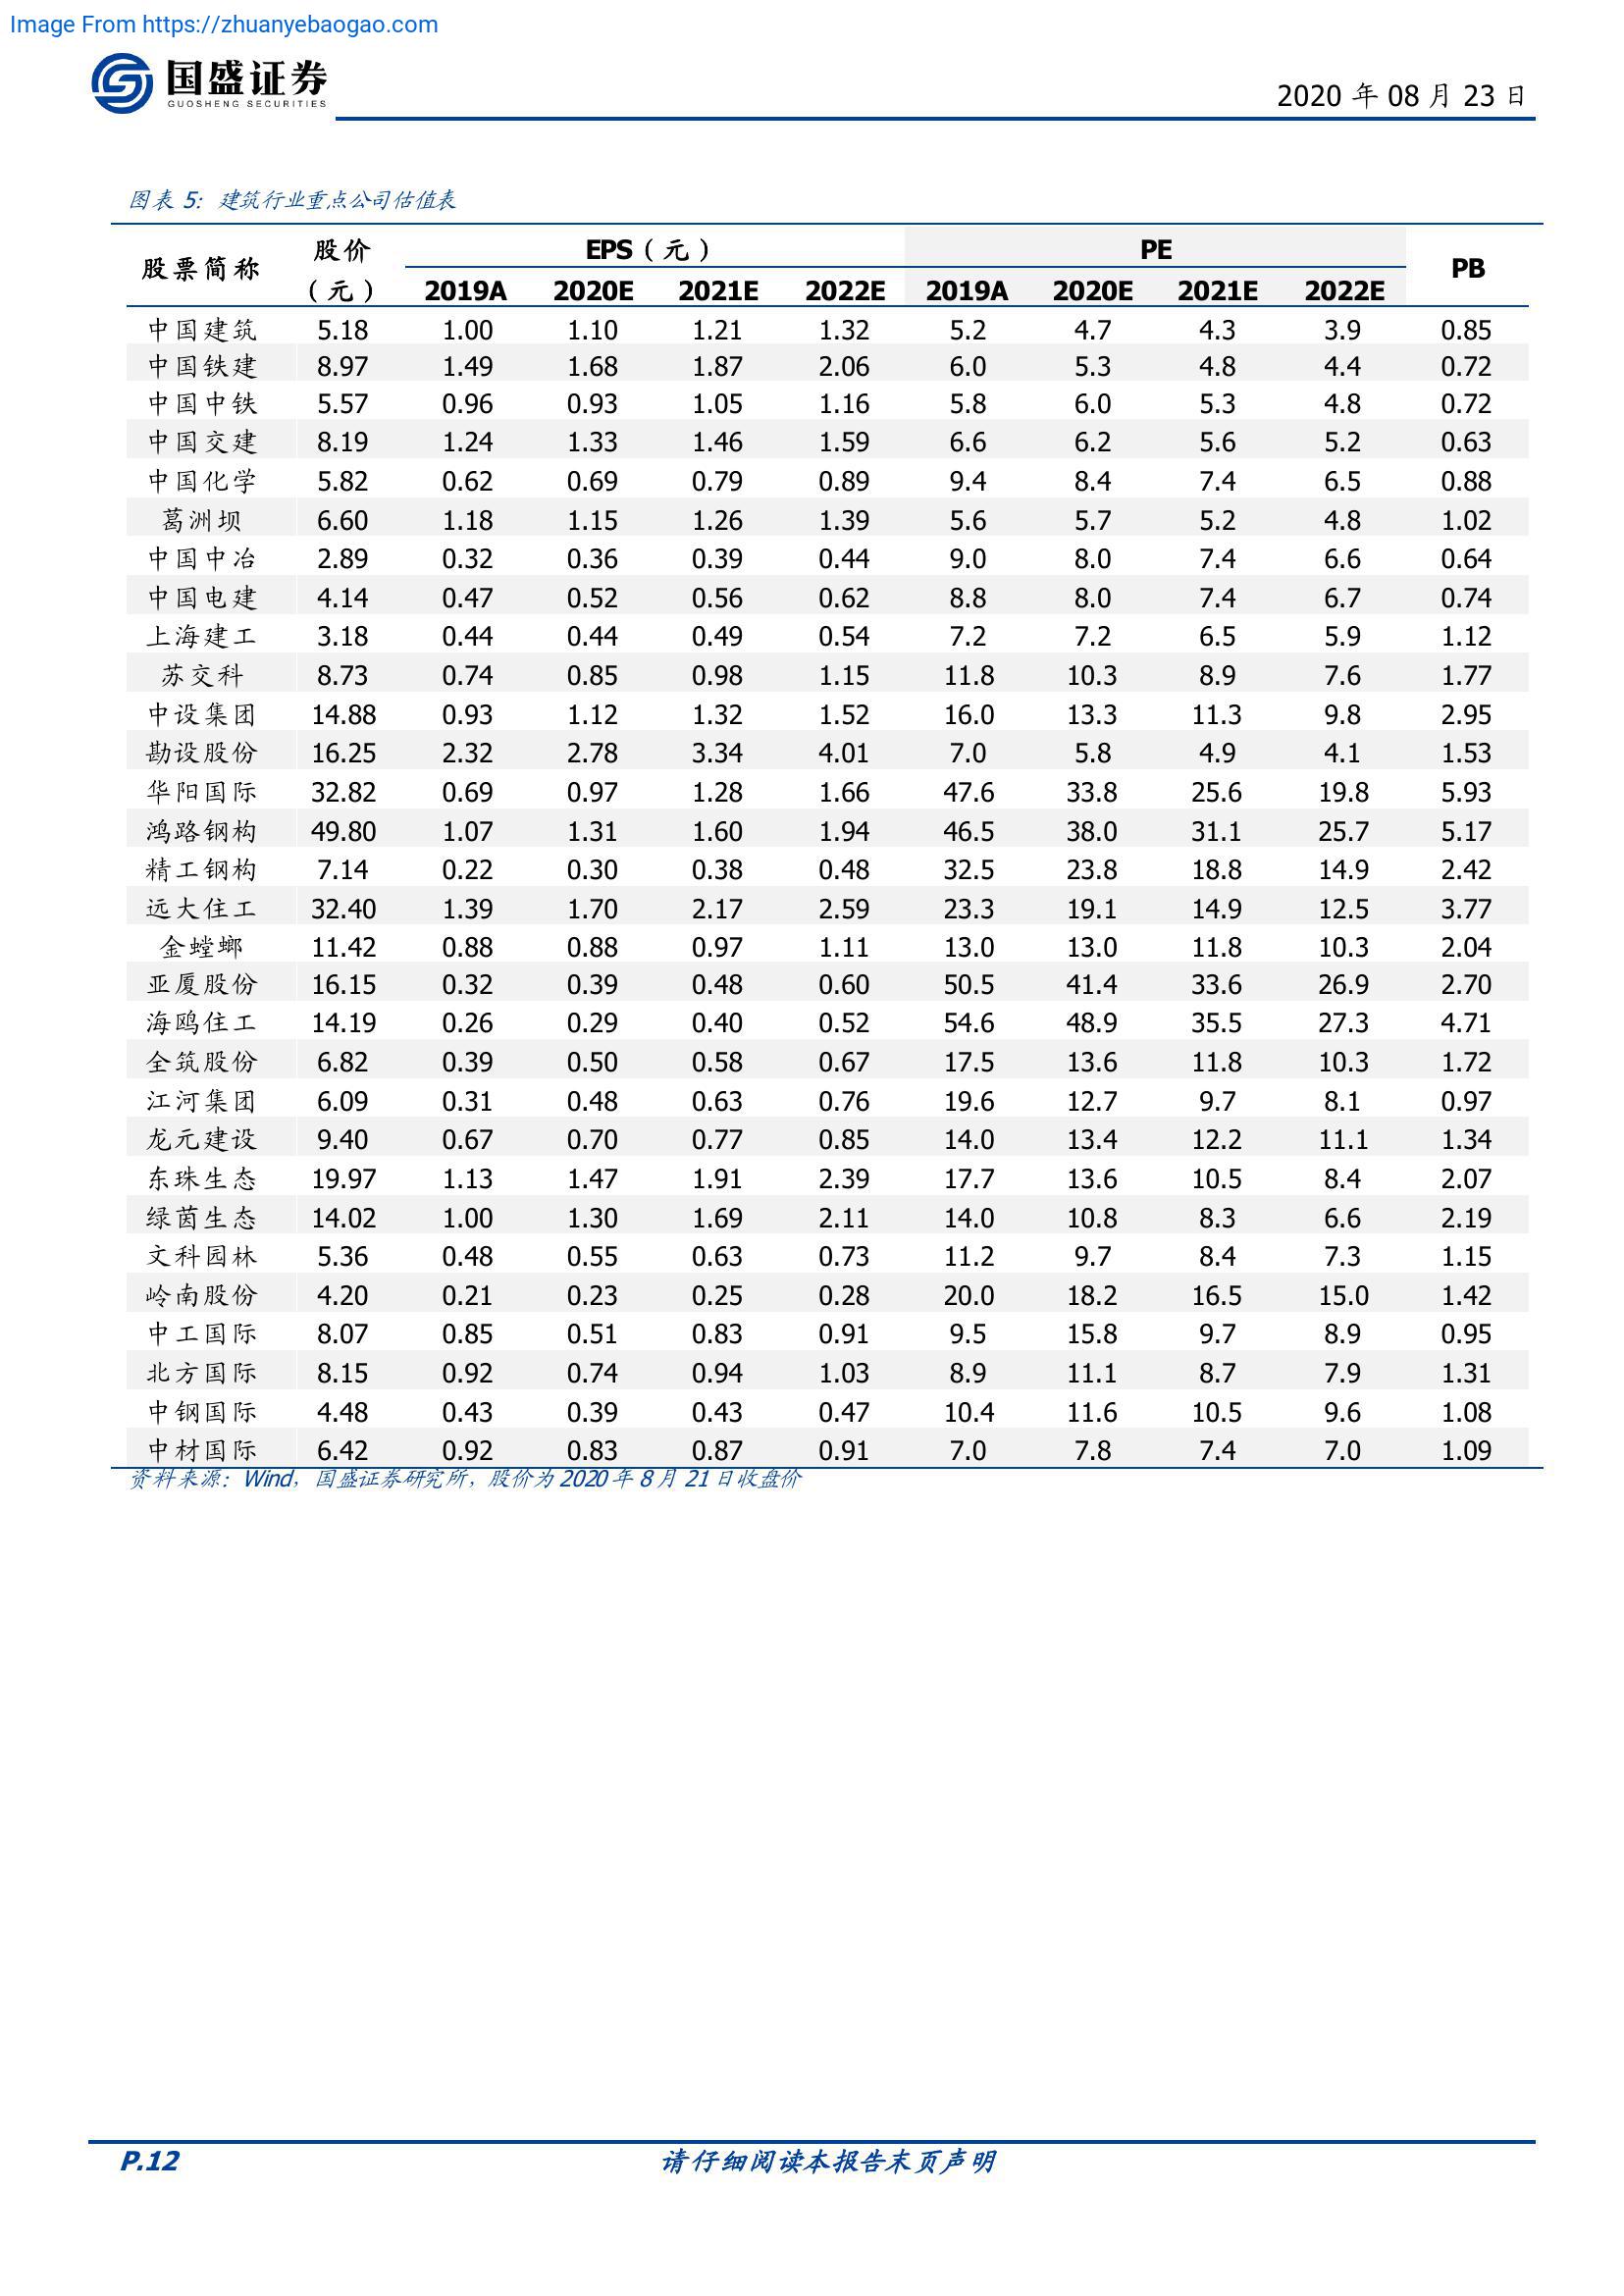 Image From https://zhuanyebaogao.com
国盛证券
GUOSHENG SECURITIES
2020 年 08 月 23 日
图表 5：建筑行业重点公司估值表
股票简称 股价（元） EPS（元） PE PB
2019A 2020E 2021E 2022E 2019A 2020E 2021E 2022E
中国建筑 5.18 1.00 1.10 1.21 1.32 5.2 4.7 4.3 3.9 0.85
中国铁建 8.97 1.49 1.68 1.87 2.06 6.0 5.3 4.8 4.4 0.72
中国中铁 5.57 0.96 0.93 1.05 1.16 5.8 6.0 5.3 4.8 0.72
中国交建 8.19 1.24 1.33 1.46 1.59 6.6 6.2 5.6 5.2 0.63
中国化学 5.82 0.62 0.69 0.79 0.89 9.4 8.4 7.4 6.5 0.88
葛洲坝 6.60 1.18 1.15 1.26 1.39 5.6 5.7 5.2 4.8 1.02
中国中冶 2.89 0.32 0.36 0.39 0.44 9.0 8.0 7.4 6.6 0.64
中国电建 4.14 0.47 0.52 0.56 0.62 8.8 8.0 7.4 6.7 0.74
上海建工 3.18 0.44 0.44 0.49 0.54 7.2 7.2 6.5 5.9 1.12
苏交科 8.73 0.74 0.85 0.98 1.15 11.8 10.3 8.9 7.6 1.77
中设集团 14.88 0.93 1.12 1.32 1.52 16.0 13.3 11.3 9.8 2.95
勘设股份 16.25 2.32 2.78 3.34 4.01 7.0 5.8 4.9 4.1 1.53
华阳国际 32.82 0.69 0.97 1.28 1.66 47.6 33.8 25.6 19.8 5.93
鸿路钢构 49.80 1.07 1.31 1.60 1.94 46.5 38.0 31.1 25.7 5.17
精工钢构 7.14 0.22 0.30 0.38 0.48 32.5 23.8 18.8 14.9 2.42
远大住工 32.40 1.39 1.70 2.17 2.59 23.3 19.1 14.9 12.5 3.77
金螳螂 11.42 0.88 0.88 0.97 1.11 13.0 13.0 11.8 10.3 2.04
亚厦股份 16.15 0.32 0.39 0.48 0.60 50.5 41.4 33.6 26.9 2.70
海鸥住工 14.19 0.26 0.29 0.40 0.52 54.6 48.9 35.5 27.3 4.71
全筑股份 6.82 0.39 0.50 0.58 0.67 17.5 13.6 11.8 10.3 1.72
江河集团 6.09 0.31 0.48 0.63 0.76 19.6 12.7 9.7 8.1 0.97
龙元建设 9.40 0.67 0.70 0.77 0.85 14.0 13.4 12.2 11.1 1.34
东珠生态 19.97 1.13 1.47 1.91 2.39 17.7 13.6 10.5 8.4 2.07
绿茵生态 14.02 1.00 1.30 1.69 2.11 14.0 10.8 8.3 6.6 2.19
文科园林 5.36 0.48 0.55 0.63 0.73 11.2 9.7 8.4 7.3 1.15
岭南股份 4.20 0.21 0.23 0.25 0.28 20.0 18.2 16.5 15.0 1.42
中工国际 8.07 0.85 0.51 0.83 0.91 9.5 15.8 9.7 8.9 0.95
北方国际 8.15 0.92 0.74 0.94 1.03 8.9 11.1 8.7 7.9 1.31
中钢国际 4.48 0.43 0.39 0.43 0.47 10.4 11.6 10.5 9.6 1.08
中材国际 6.42 0.92 0.83 0.87 0.91 7.0 7.8 7.4 7.0 1.09
资料来源：Wind，国盛证券研究所，股价为 2020 年 8 月 21 日收盘价
P.12 请仔细阅读本报告末页声明